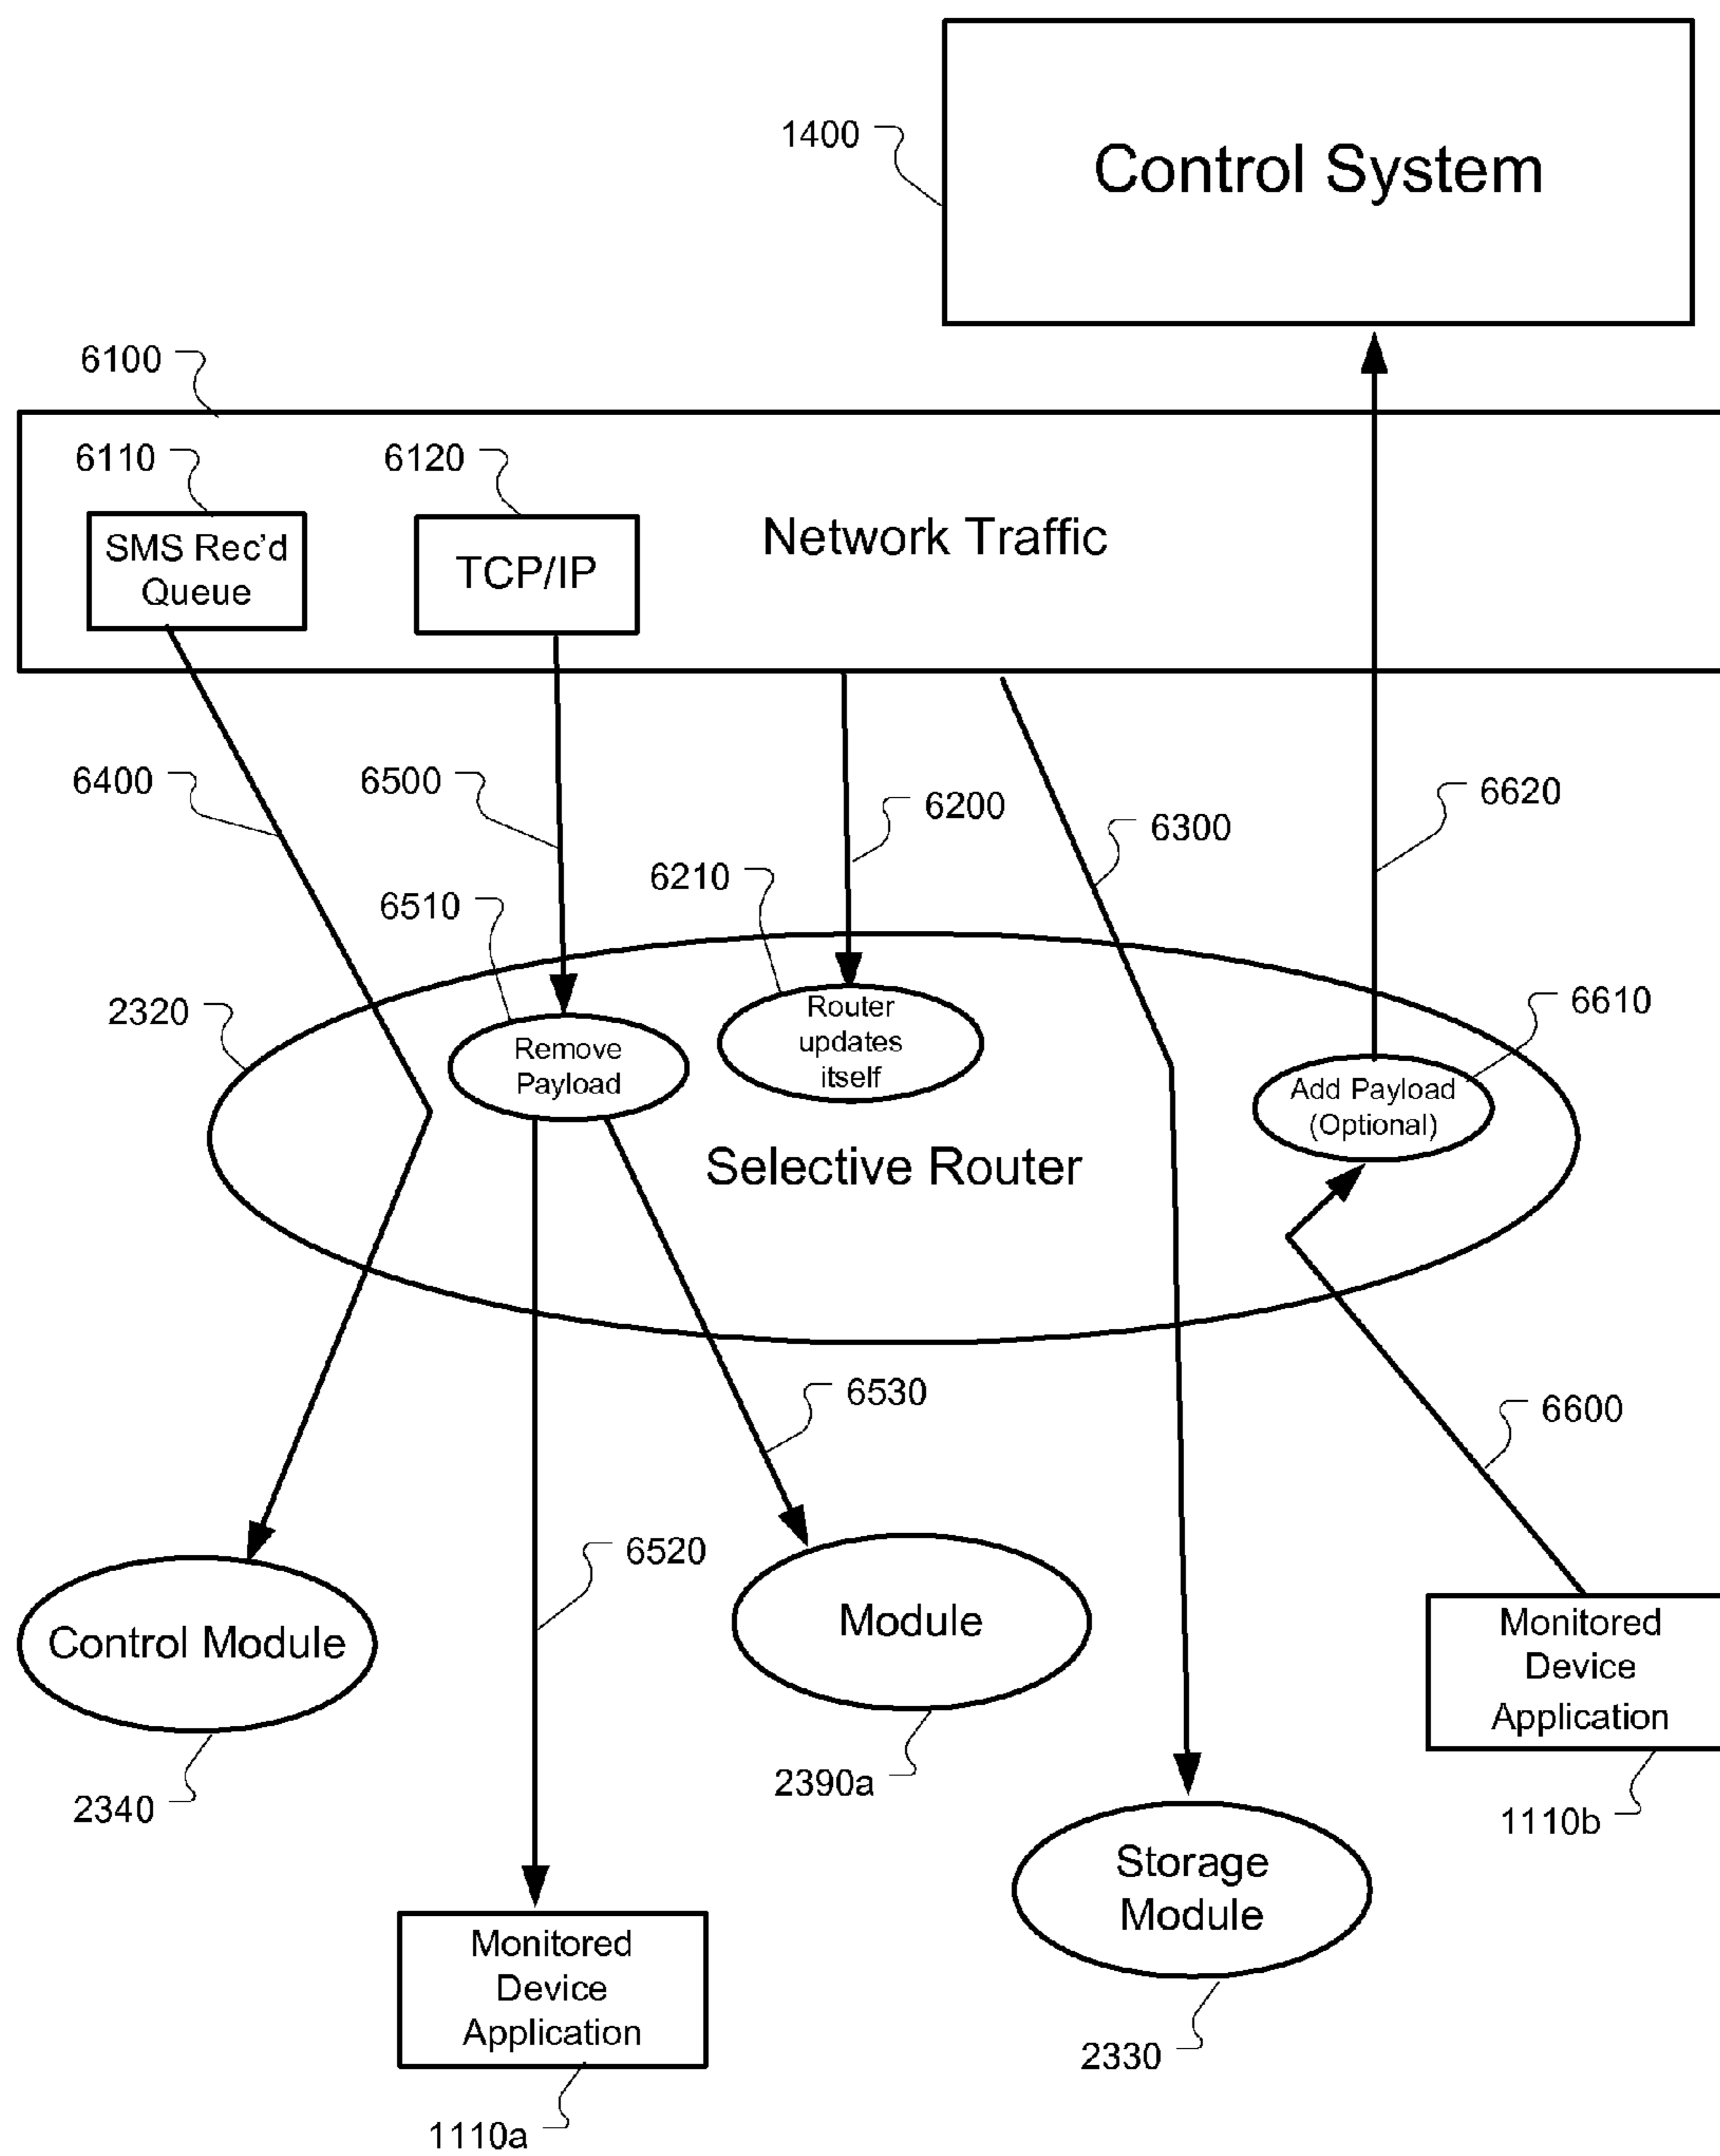 1400
Control System
6100
6110
6120
SMS Rec'd
Queue
TCP/IP
Network Traffic
6400
6500
6200
6300
6620
6510
6210
2320
6610
Remove
Payload
Router
updates
itself
Add Payload
(Optional)
Selective Router
6530
6600
6520
Control Module
Module
Monitored
Device
Application
2340
2390a
1110b
Storage
Module
Monitored
Device
Application
2330
1110a